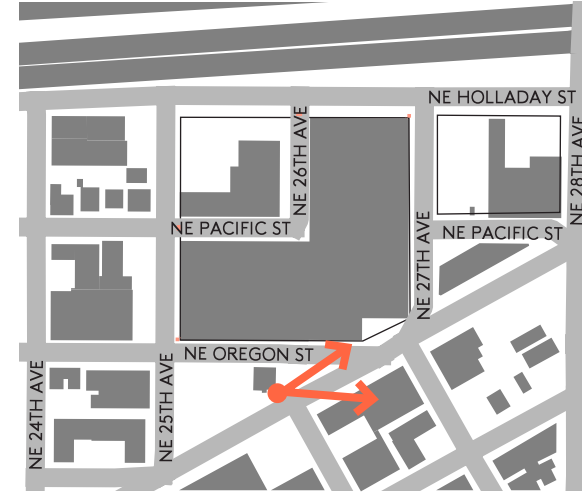 NE HOLLADAY ST
NE 26TH AVE
NE 28TH AVE
NE PACIFIC ST
NE PACIFIC ST
NE 27TH AVE
NE OREGON ST
NE 24TH AVE
NE 25TH AVE